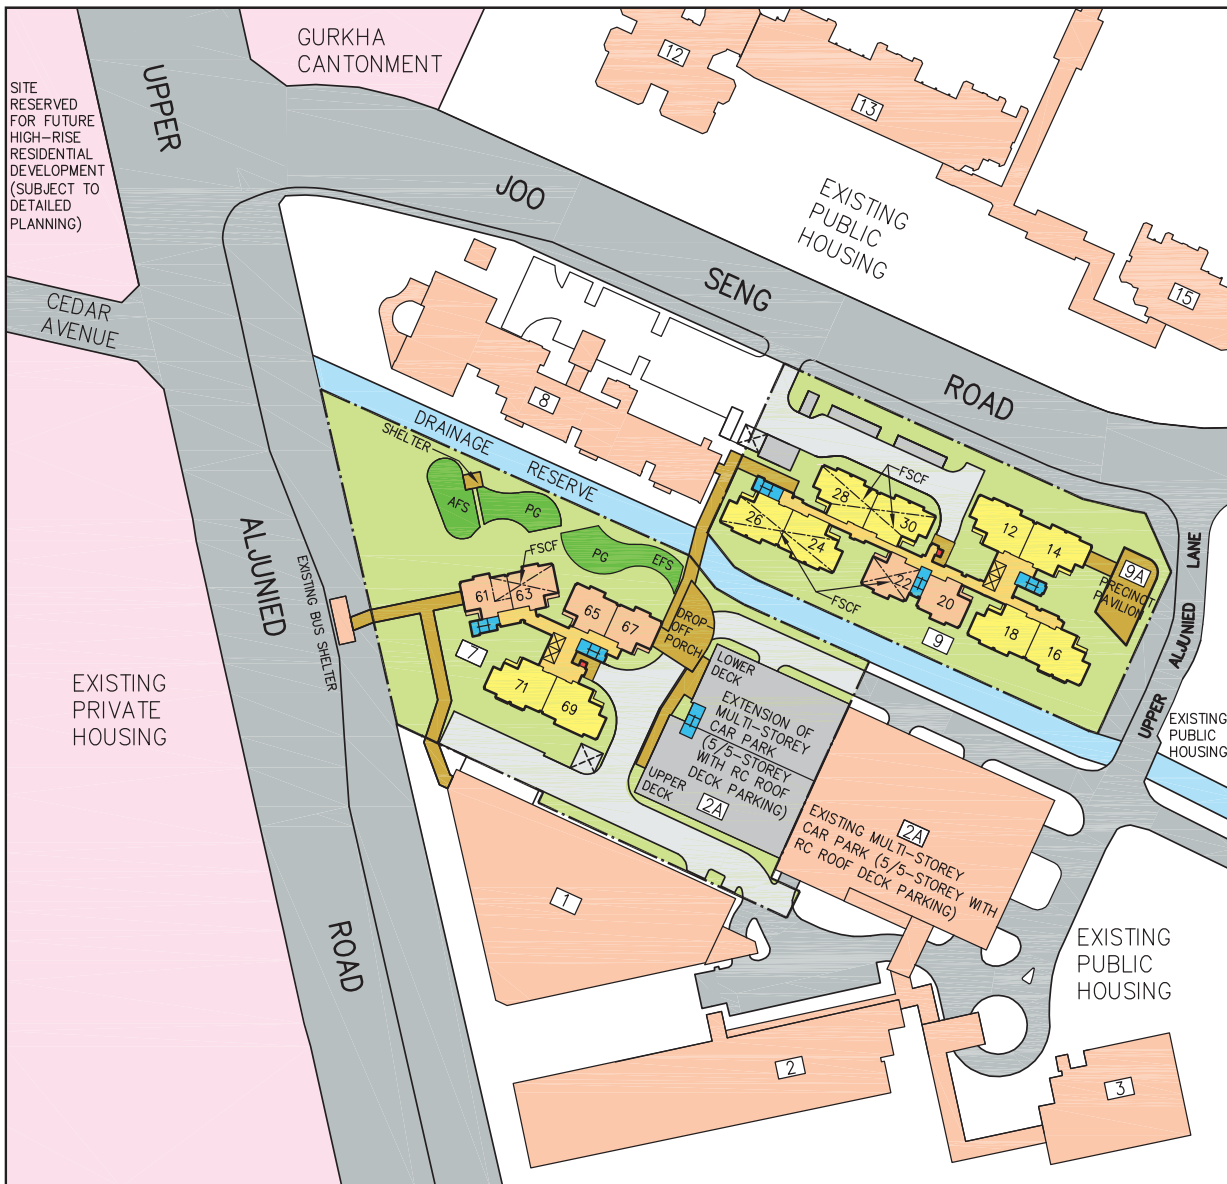 GURKHA
CANTONMENT
SITE
RESERVED
FOR FUTURE
HIGH-RISE
RESIDENTIAL
DEVELOPMENT
(SUBJECT TO
DETAILED
PLANNING)
UPPER
12
13
JOO
EXISTING
PUBLIC
HOUSING
15
SENG
CEDAR
AVENUE
ROAD
8
DRAINAGE
RESERVE
SHELTER
AFS
PG
PG
EFS
FSCF
FSCF
28
30
26
24
22
20
FSCF
12
14
18
16
9
9A
PRECINCT
PAVILION
UPPER
ALJUNIED
LANE
ALJUNIED
EXISTING BUS SHELTER
61
63
65
67
7
71
69
DROP-
OFF
PORCH
LOWER
DECK
EXTENSION OF
MULTI-STOREY
CAR PARK
(5/5-STOREY
WITH RC ROOF
DECK PARKING)
UPPER
DECK
2A
EXISTING
PRIVATE
HOUSING
EXISTING
PUBLIC
HOUSING
2A
EXISTING MULTI-STOREY
CAR PARK (5/5-STOREY WITH
RC ROOF DECK PARKING)
1
ROAD
EXISTING
PUBLIC
HOUSING
2
3